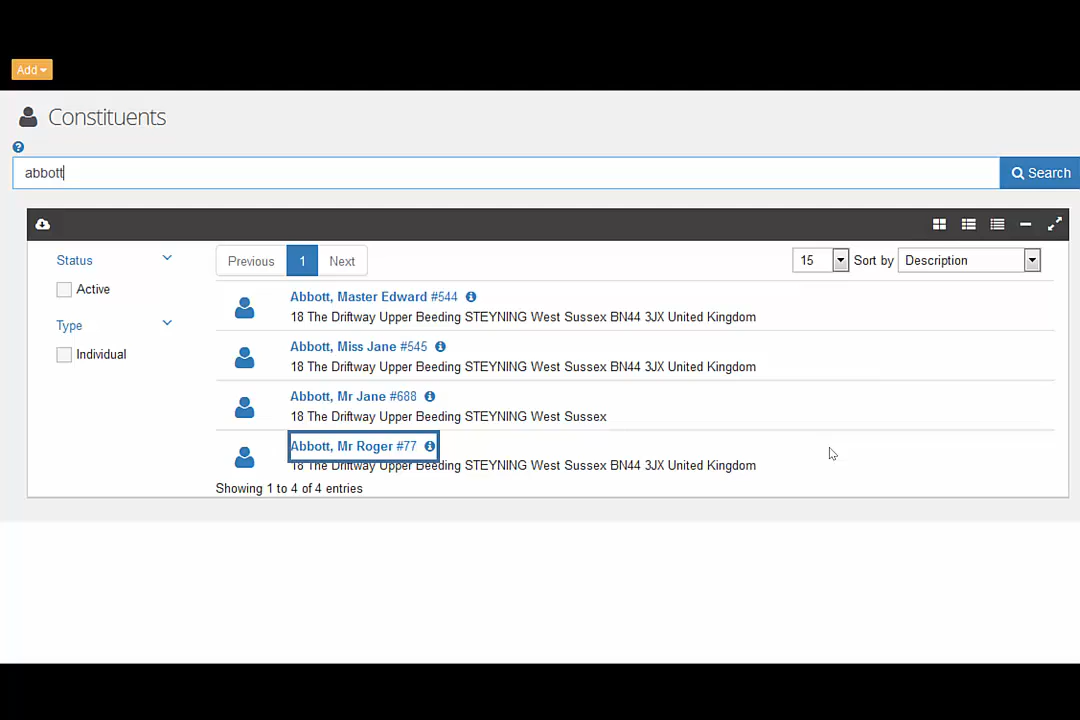 Add
Constituents
abbott
Search
Status
Active
Type
Individual
Previous 1 Next
15 Sort by Description
Abbott, Master Edward #544
18 The Driftway Upper Beeding STEYNING West Sussex BN44 3JX United Kingdom
Abbott, Miss Jane #545
18 The Driftway Upper Beeding STEYNING West Sussex BN44 3JX United Kingdom
Abbott, Mr Jane #688
18 The Driftway Upper Beeding STEYNING West Sussex
Abbott, Mr Roger #77
18 The Driftway Upper Beeding STEYNING West Sussex BN44 3JX United Kingdom
Showing 1 to 4 of 4 entries